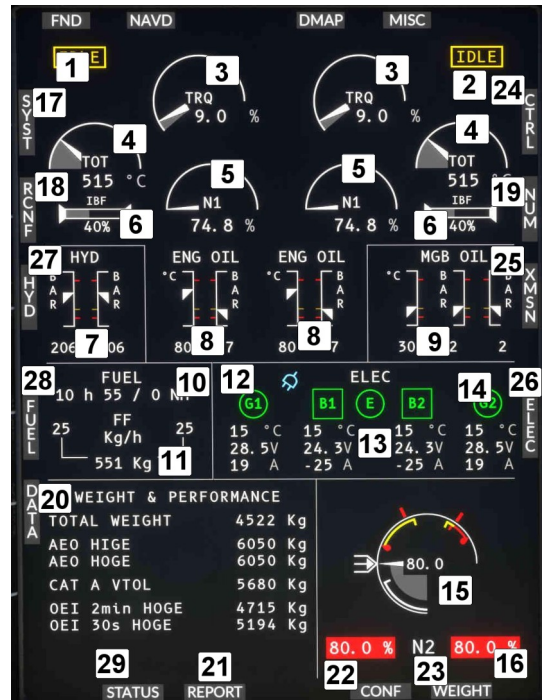 FND NAVD DMAP MISC
1 IDLE 2
3 3
17 24
SYST CTRL
TRQ TRQ
9.0 % 9.0 %
4 4
TOT TOT
515 °C 515 °C
5 5
18 19
RCNF NUM
IBF N1 N1 IBF
40% 6 74.8 % 74.8 % 6 40%
27 HYD ENG OIL ENG OIL MGB OIL 25
HYD BAR BAR °C BAR °C BAR °C BAR BAR XMSN
7 8 8 9
206 06 80 7 80 7 30 2 2
28 FUEL 10 12 ELEC 14 26
FUEL 10 h 55 / 0 G1 B1 E B2 G2 ELEC
FF
25 Kg/h 25
15 °C 15 °C 13 15 °C 15 °C
28.5V 24.3V 24.3V 28.5V
19 A -25 A -25 A 19 A
551 Kg 11
DATA 20 WEIGHT & PERFORMANCE
TOTAL WEIGHT 4522 Kg
AEO HIGE 6050 Kg
AEO HOGE 6050 Kg
CAT A VTOL 5680 Kg
OEI 2min HOGE 4715 Kg
OEI 30s HOGE 5194 Kg
80.0
15
80.0 % N2 80.0 %
29 21 22 23 16
STATUS REPORT CONF WEIGHT